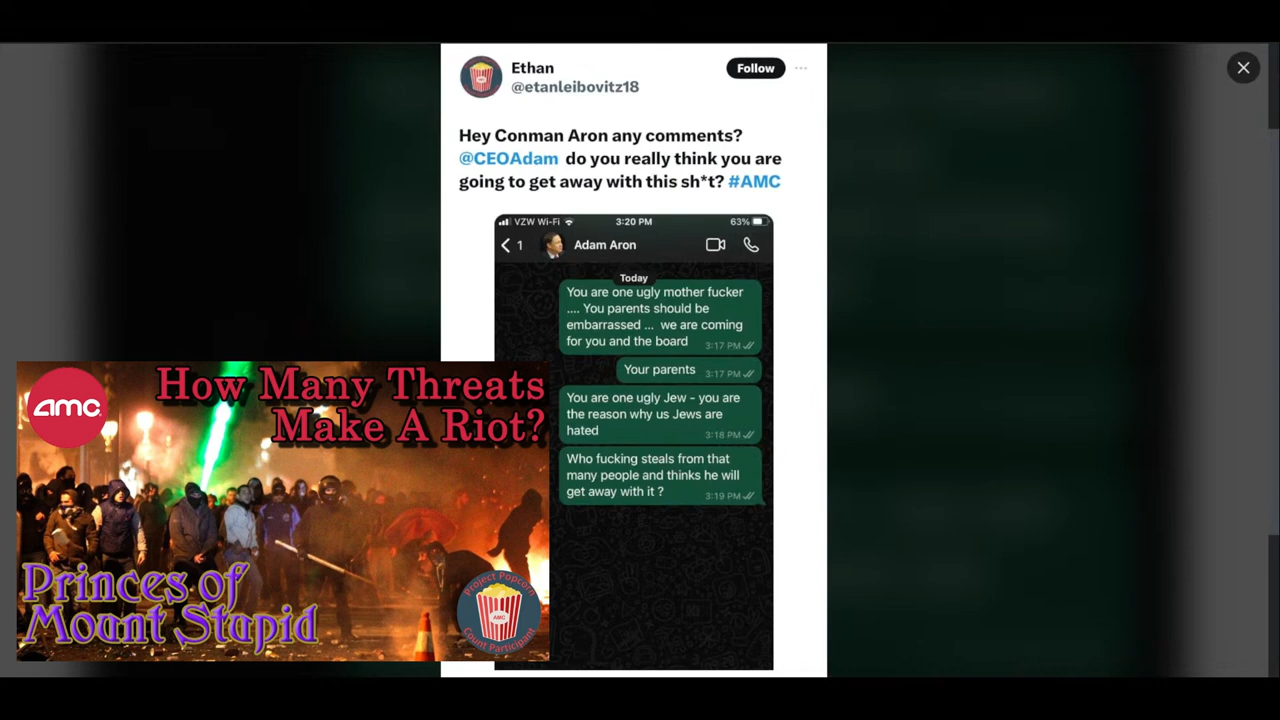 Ethan
@etanleibovitz18
Follow
Hey Conman Aron any comments?
@CEOAdam do you really think you are
going to get away with this sh*t? #AMC
VZW Wi-Fi 3:20 PM 63%
1 Adam Aron
Today
You are one ugly mother fucker
.... You parents should be
embarrassed ... we are coming
for you and the board
3:17 PM
Your parents 3:17 PM
You are one ugly Jew - you are
the reason why us Jews are
hated
3:18 PM
Who fucking steals from that
many people and thinks he will
get away with it ?
3:19 PM
amc
How Many Threats
Make A Riot?
Princes of
Mount Stupid
Project Popcorn
AMC
Count Participant